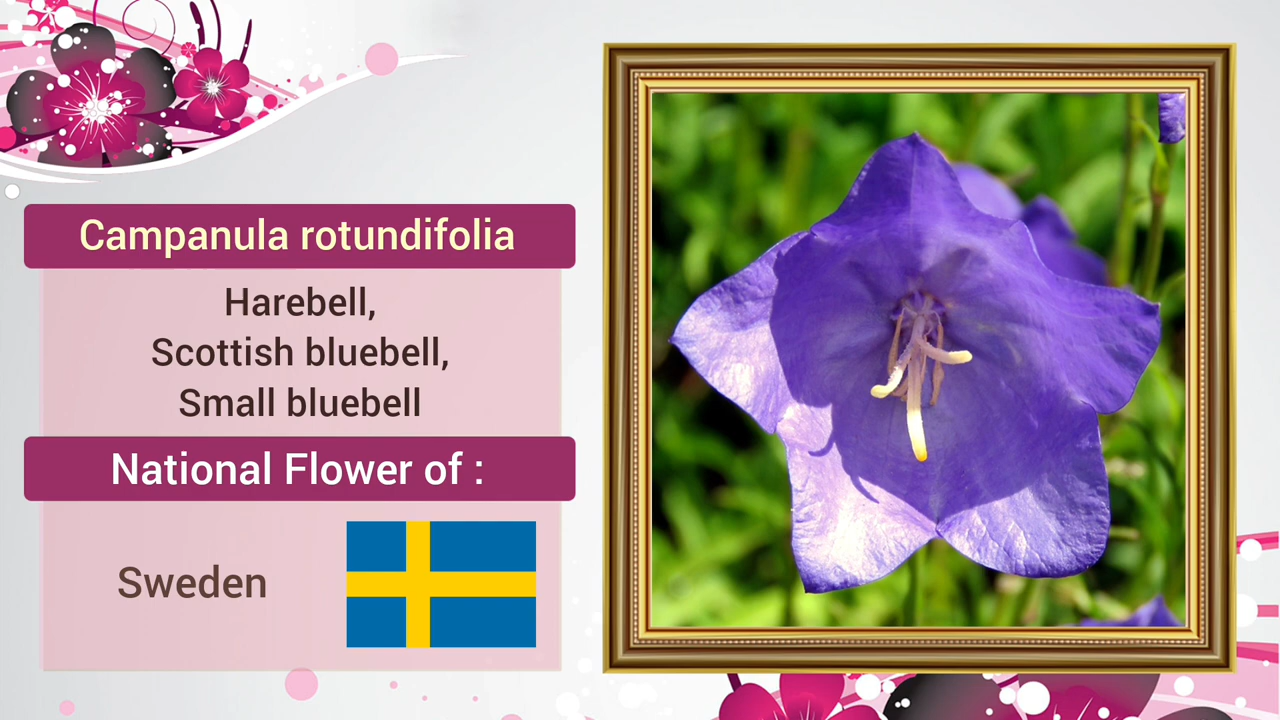 Campanula rotundifolia
Harebell,
Scottish bluebell,
Small bluebell
National Flower of :
Sweden